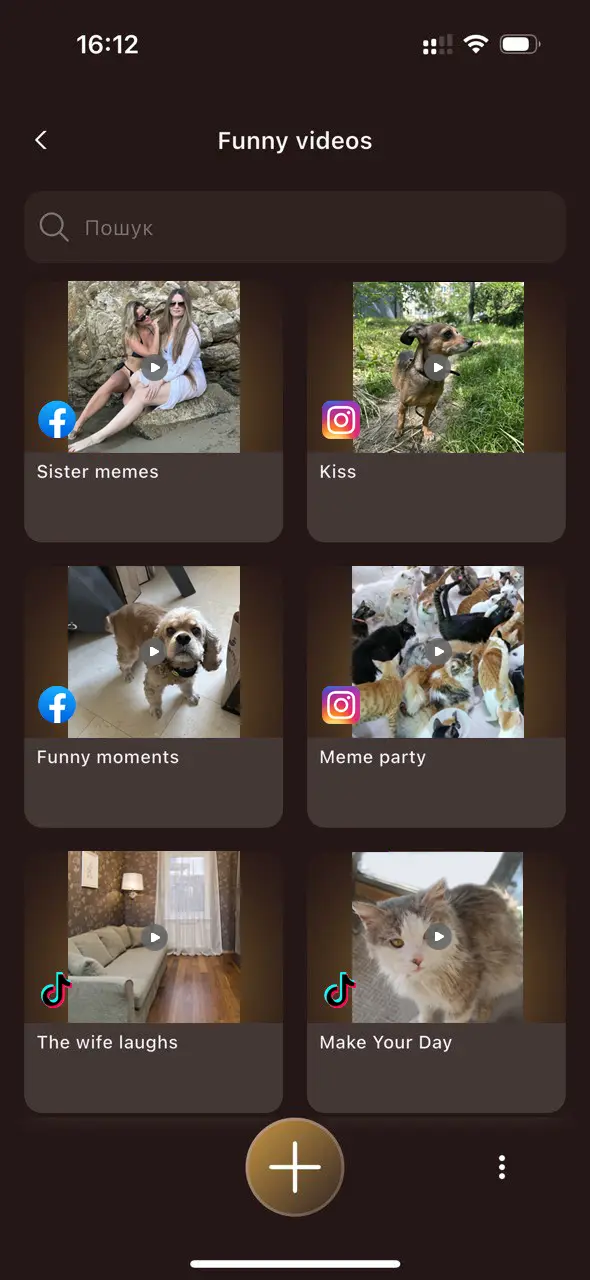 16:12
Funny videos
Пошук
Sister memes
Kiss
Funny moments
Meme party
The wife laughs
Make Your Day